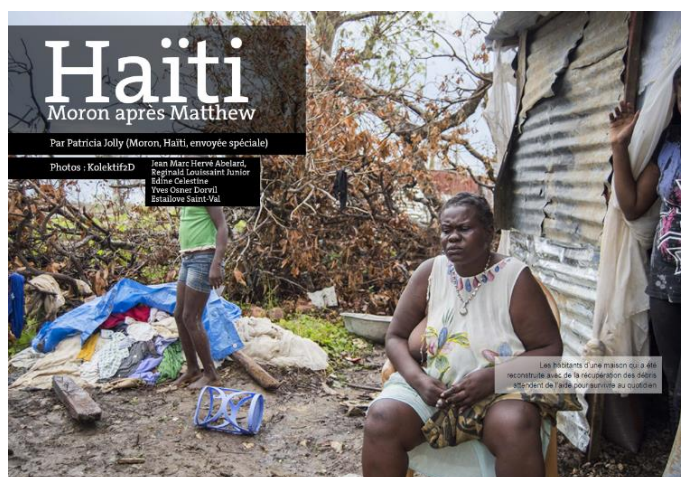 Haïti
Moron après Matthew
Par Patricia Jolly (Moron, Haïti, envoyée spéciale)
Photos : Kolektif2D
Jean Marc Hervé Abelard,
Reginald Louissaint Junior
Edine Celestine
Yves Osner Dorvil
Estailove Saint-Val
Les habitants d'une maison qui a été
reconstruite avec de la récupération des débris
attendent de l'aide pour survivre au quotidien